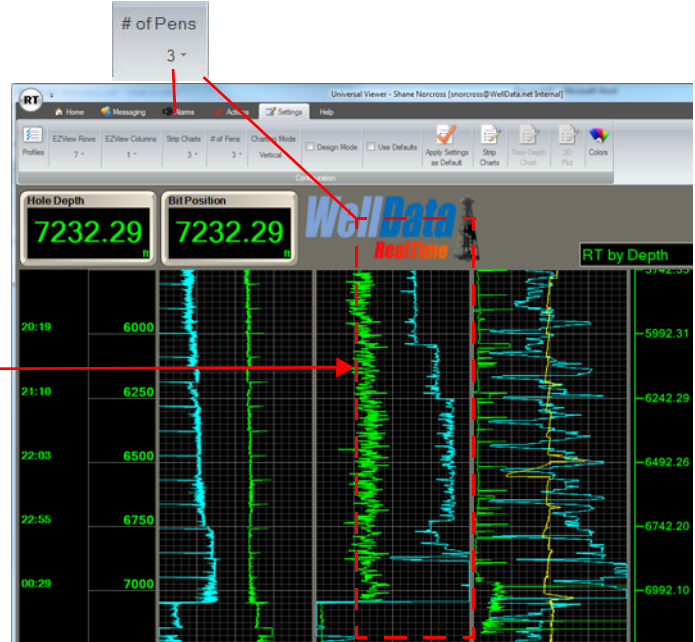 # of Pens
3
RT
Universal Viewer - Shane Norcross [snorcross@WellData.net Internal]
Home Messaging Alarms Actions Settings Help
Profiles
EZView Rows
7
EZView Columns
1
Strip Charts
3
# of Pens
3
Charting Mode
Vertical
Design Mode
Use Defaults
Apply Settings
as Default
Strip
Charts
Time-Depth
Chart
3D
Plot
Colors
Configuration
Hole Depth
7232.29
ft
Bit Position
7232.29
ft
WellData
RealTime
RT by Depth
20:19 6000 5992.31
21:10 6250 6242.29
22:03 6500 6492.26
22:55 6750 6742.20
00:29 7000 6992.10